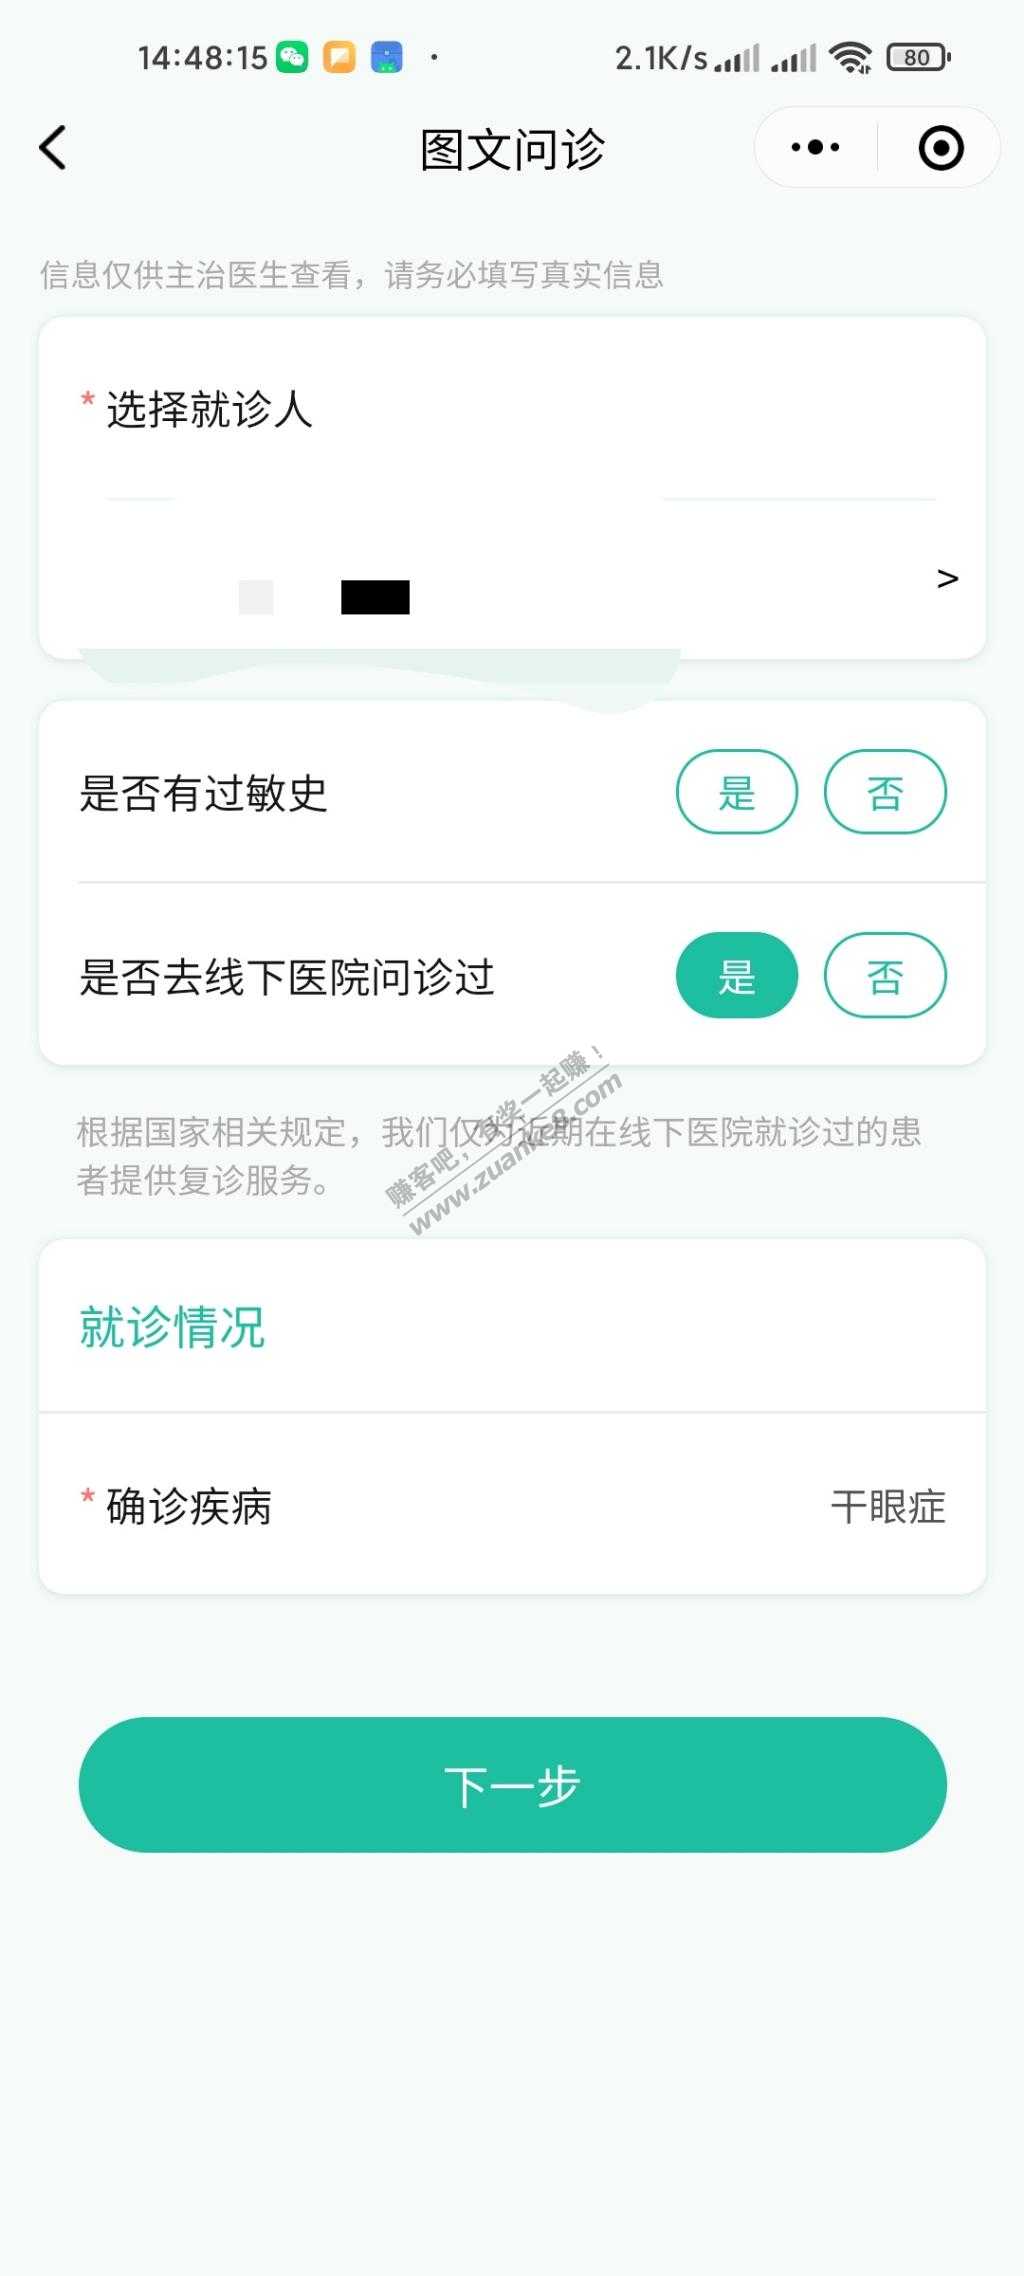 14:48:15
2.1K/s
80
图文问诊
信息仅供主治医生查看，请务必填写真实信息
* 选择就诊人
>
是否有过敏史
是 否
是否去线下医院问诊过
是 否
根据国家相关规定，我们仅为近期在线下医院就诊过的患
者提供复诊服务。
赚客吧，有奖一起赚！
www.zuanke8.com
就诊情况
* 确诊疾病 干眼症
下一步